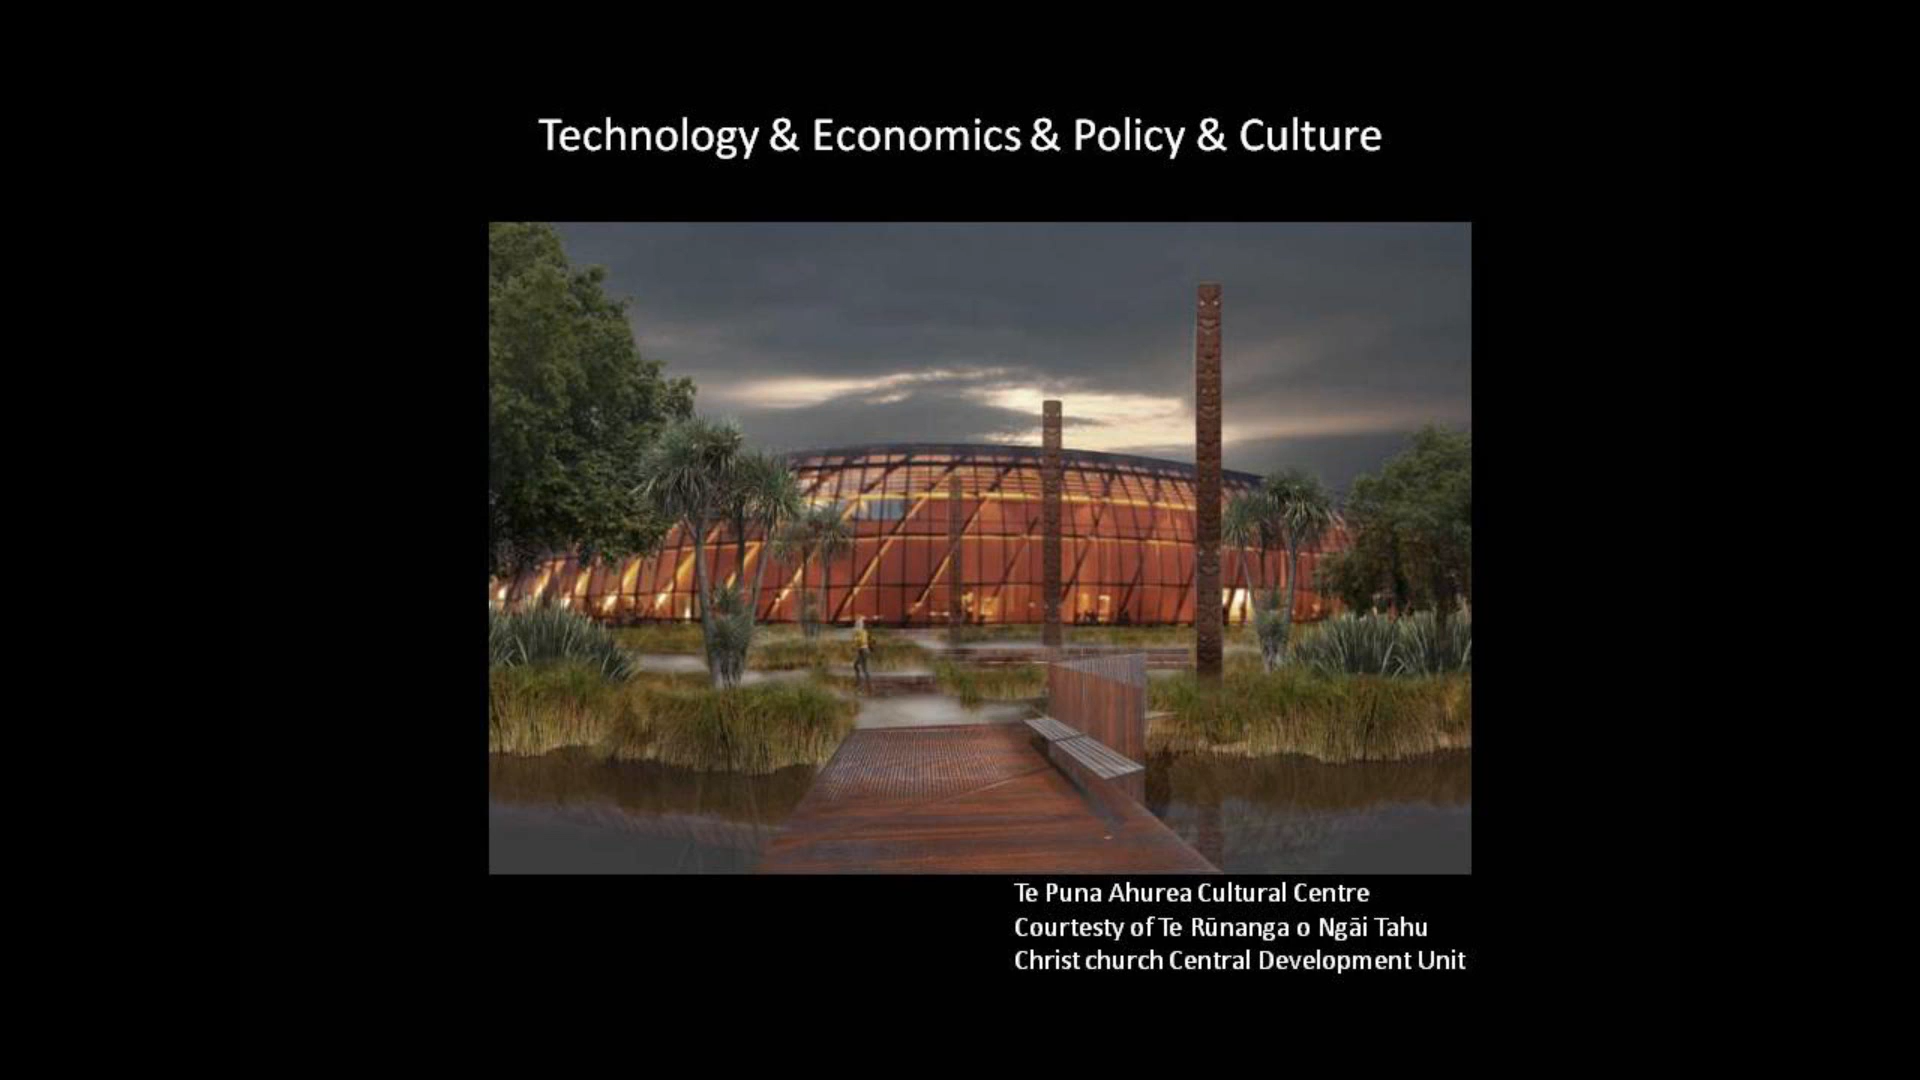 Technology & Economics & Policy & Culture
Te Puna Ahurea Cultural Centre
Courtesty of Te Rūnanga o Ngāi Tahu
Christ church Central Development Unit